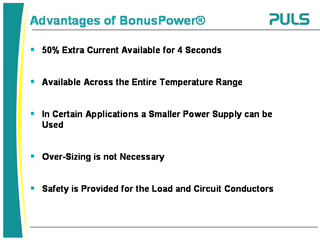 Advantages of BonusPower®
PULS
50% Extra Current Available for 4 Seconds
Available Across the Entire Temperature Range
In Certain Applications a Smaller Power Supply can be
Used
Over-Sizing is not Necessary
Safety is Provided for the Load and Circuit Conductors